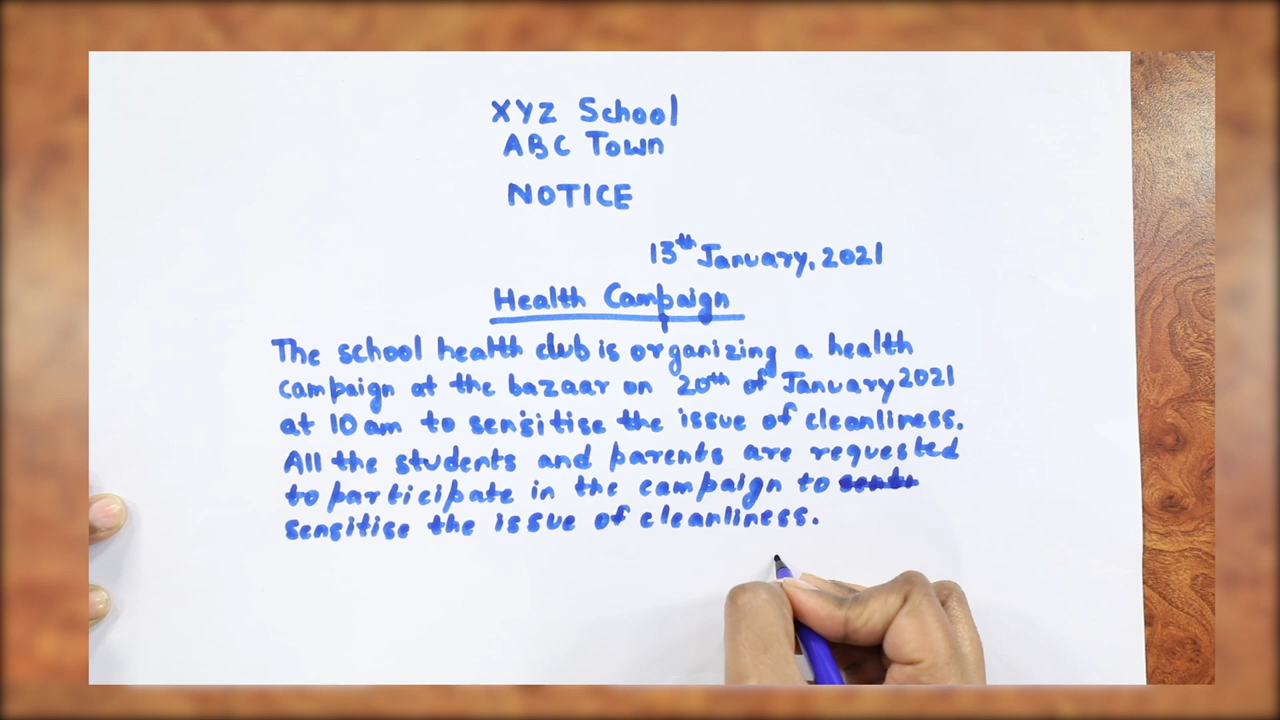 XYZ School
ABC Town
NOTICE
13th January, 2021
Health Campaign
The school health club is organizing a health
campaign at the bazaar on 20th of January 2021
at 10 am to sensitise the issue of cleanliness.
All the students and parents are requested
to participate in the campaign to
sensitise the issue of cleanliness.